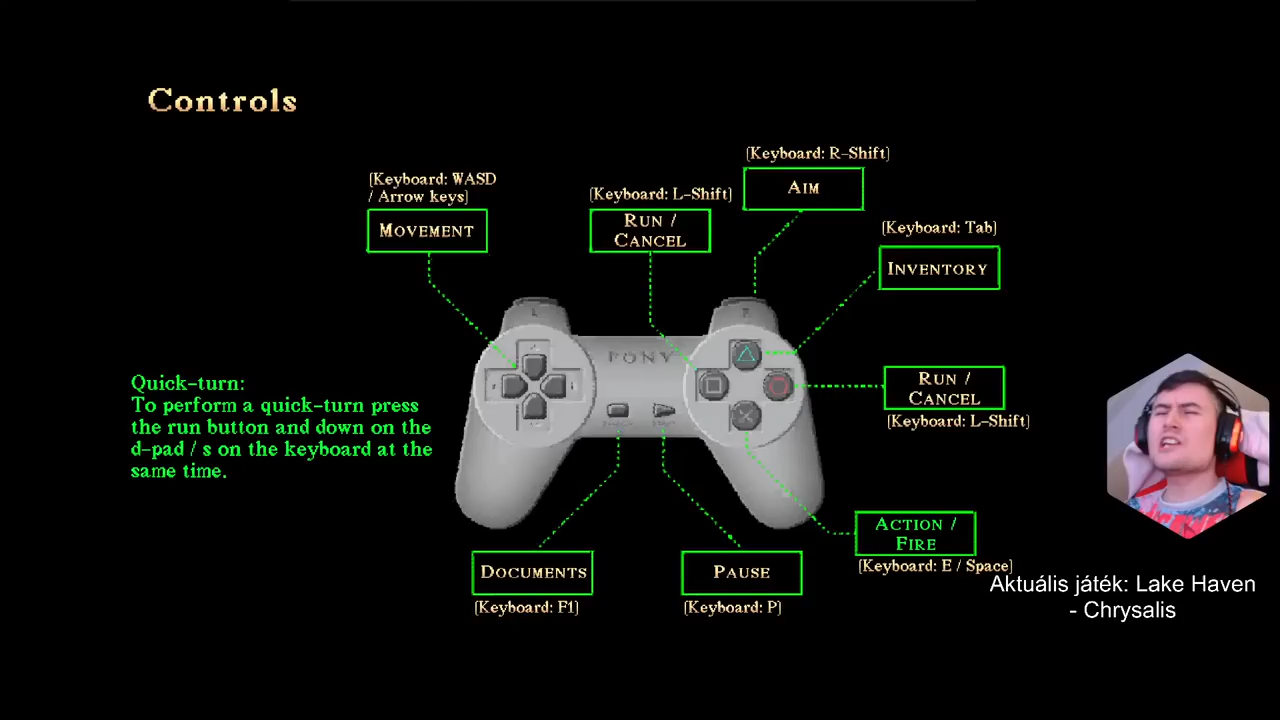 Controls
[Keyboard: R-Shift]
AIM
[Keyboard: WASD
/ Arrow keys]
MOVEMENT
[Keyboard: L-Shift]
RUN /
CANCEL
[Keyboard: Tab]
INVENTORY
PONY
Quick-turn:
To perform a quick-turn press
the run button and down on the
d-pad / s on the keyboard at the
same time.
RUN /
CANCEL
[Keyboard: L-Shift]
ACTION /
FIRE
[Keyboard: E / Space]
DOCUMENTS
[Keyboard: F1]
PAUSE
[Keyboard: P]
Aktuális játék: Lake Haven
- Chrysalis